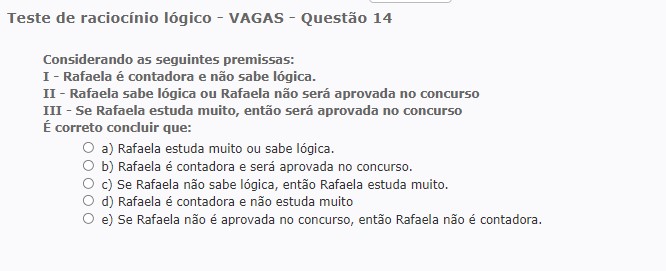 Teste de raciocínio lógico - VAGAS - Questão 14
Considerando as seguintes premissas:
I - Rafaela é contadora e não sabe lógica.
II - Rafaela sabe lógica ou Rafaela não será aprovada no concurso
III - Se Rafaela estuda muito, então será aprovada no concurso
É correto concluir que:
a) Rafaela estuda muito ou sabe lógica.
b) Rafaela é contadora e será aprovada no concurso.
c) Se Rafaela não sabe lógica, então Rafaela estuda muito.
d) Rafaela é contadora e não estuda muito
e) Se Rafaela não é aprovada no concurso, então Rafaela não é contadora.